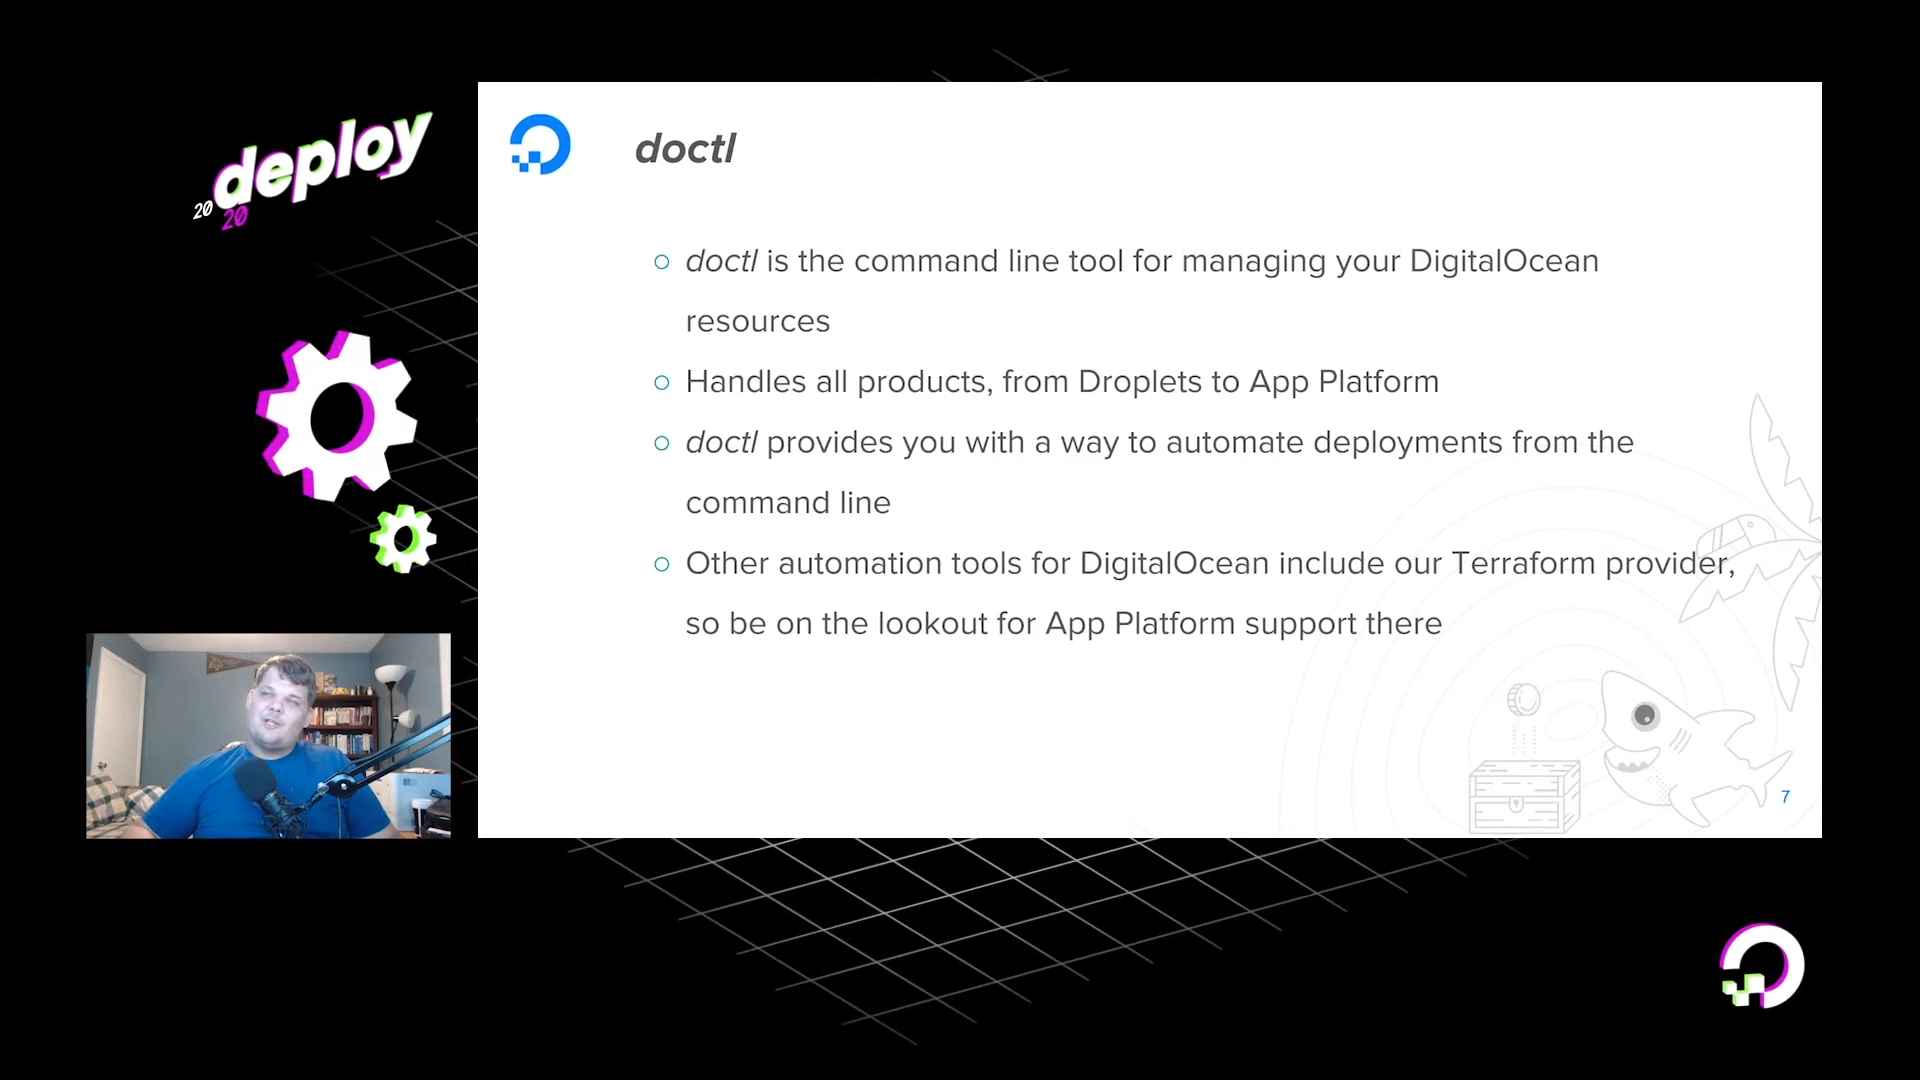 deploy
20
20
doctl
doctl is the command line tool for managing your DigitalOcean
resources
Handles all products, from Droplets to App Platform
doctl provides you with a way to automate deployments from the
command line
Other automation tools for DigitalOcean include our Terraform provider,
so be on the lookout for App Platform support there
7